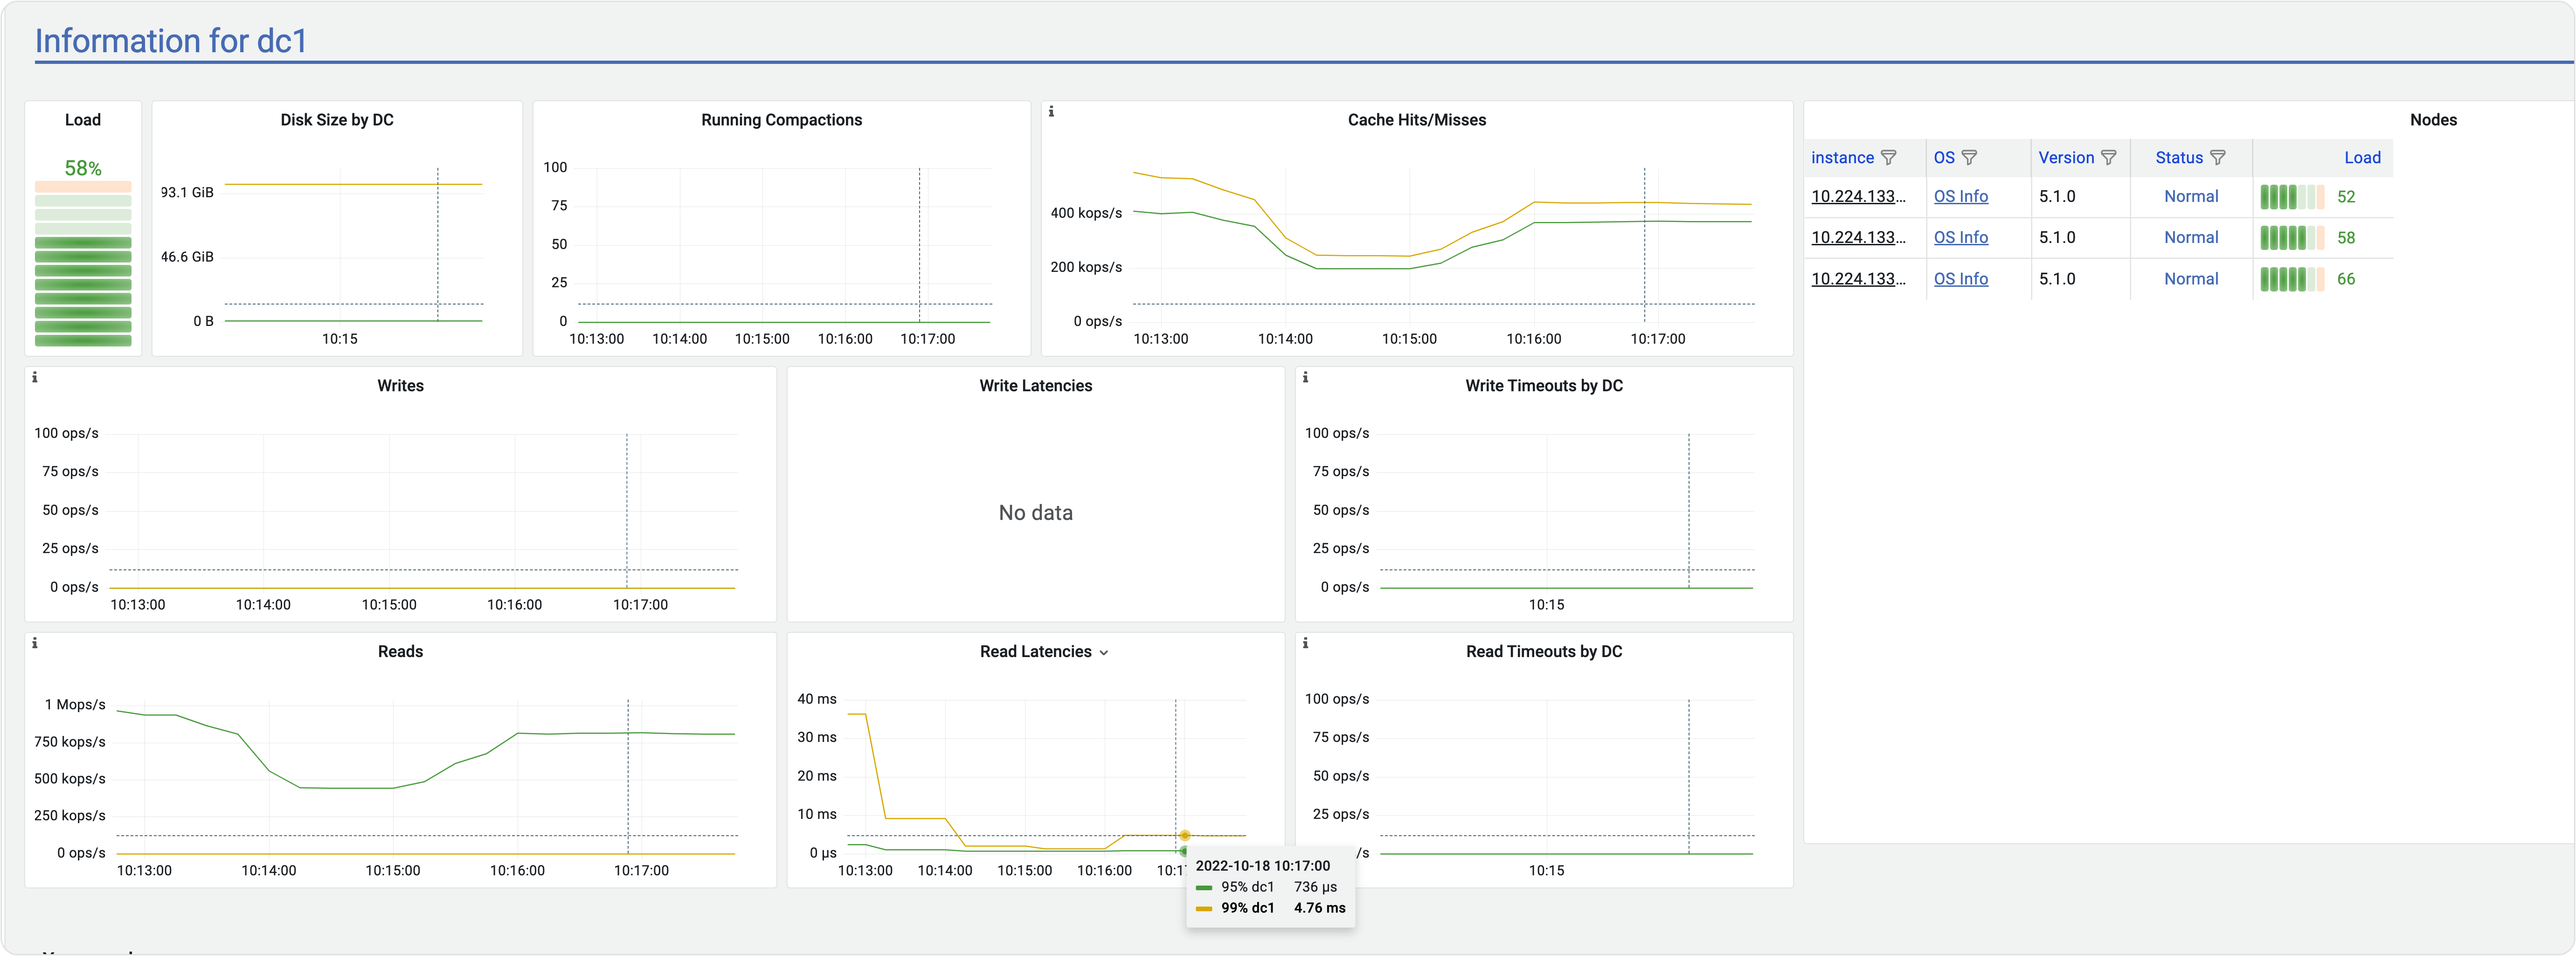 Information for dc1
Load
58%
Disk Size by DC
93.1 GiB
46.6 GiB
0 B
10:15
Running Compactions
100
75
50
25
0
10:13:00 10:14:00 10:15:00 10:16:00 10:17:00
i
Cache Hits/Misses
400 kops/s
200 kops/s
0 ops/s
10:13:00 10:14:00 10:15:00 10:16:00 10:17:00
Nodes
instance OS Version Status Load
10.224.133... OS Info 5.1.0 Normal 52
10.224.133... OS Info 5.1.0 Normal 58
10.224.133... OS Info 5.1.0 Normal 66
i
Writes
100 ops/s
75 ops/s
50 ops/s
25 ops/s
0 ops/s
10:13:00 10:14:00 10:15:00 10:16:00 10:17:00
Write Latencies
No data
i
Write Timeouts by DC
100 ops/s
75 ops/s
50 ops/s
25 ops/s
0 ops/s
10:15
i
Reads
1 Mops/s
750 kops/s
500 kops/s
250 kops/s
0 ops/s
10:13:00 10:14:00 10:15:00 10:16:00 10:17:00
Read Latencies
40 ms
30 ms
20 ms
10 ms
0 µs
10:13:00 10:14:00 10:15:00 10:16:00 10:1
2022-10-18 10:17:00
95% dc1 736 µs
99% dc1 4.76 ms
i
Read Timeouts by DC
100 ops/s
75 ops/s
50 ops/s
25 ops/s
/s
10:15